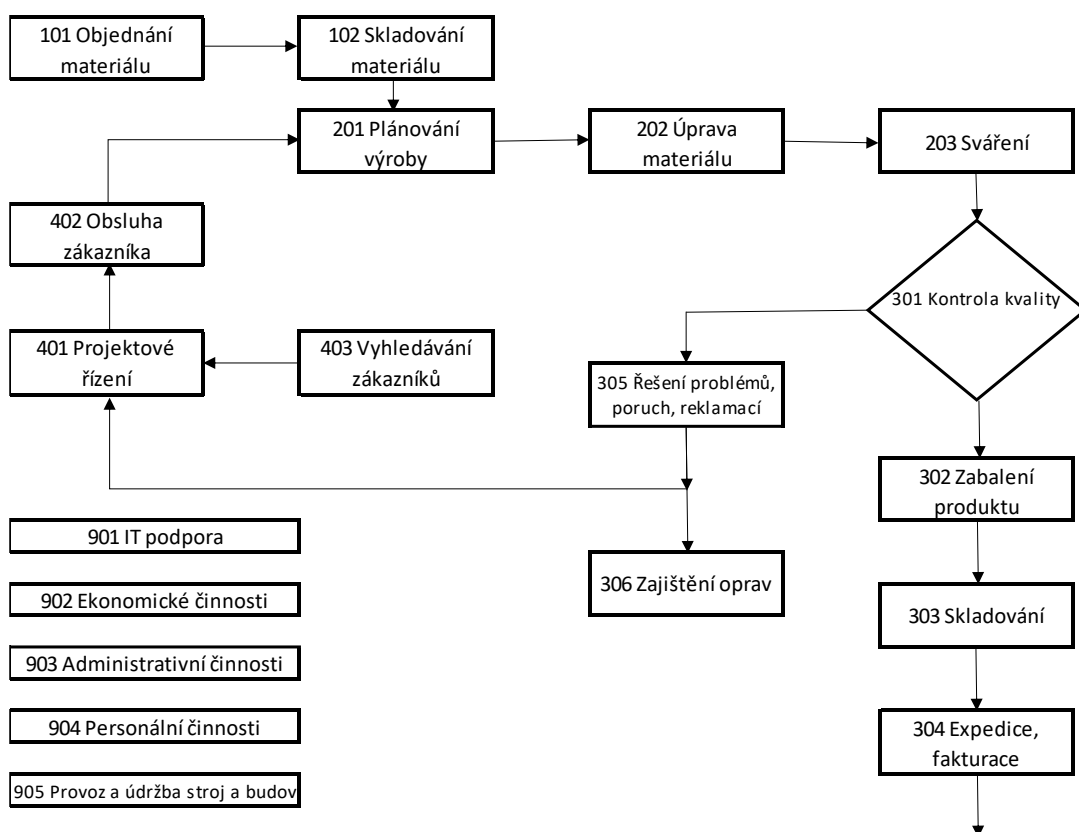 101 Objednání
materiálu
102 Skladování
materiálu
201 Plánování
výroby
202 Úprava
materiálu
203 Sváření
402 Obsluha
zákazníka
301 Kontrola kvality
401 Projektové
řízení
403 Vyhledávání
zákazníků
305 Řešení problémů,
poruch, reklamací
302 Zabalení
produktu
901 IT podpora
306 Zajištění oprav
902 Ekonomické činnosti
303 Skladování
903 Administrativní činnosti
904 Personální činnosti
304 Expedice,
fakturace
905 Provoz a údržba stroj a budov